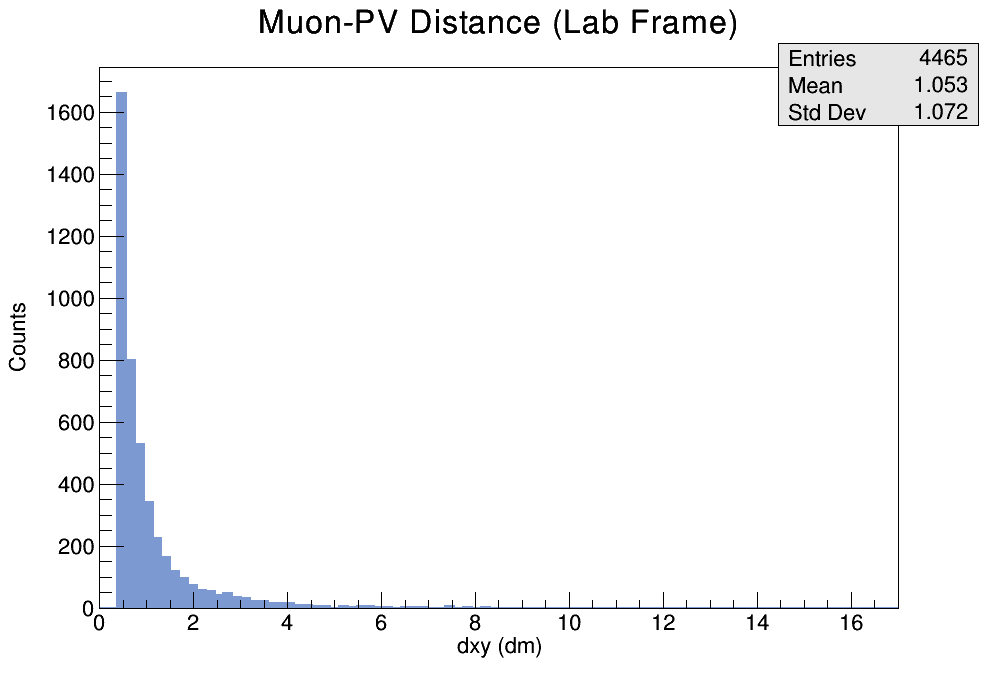 Muon-PV Distance (Lab Frame)
Entries 4465
Mean 1.053
Std Dev 1.072
1600
1400
1200
1000
800
600
400
200
0
Counts
0 2 4 6 8 10 12 14 16
dxy (dm)